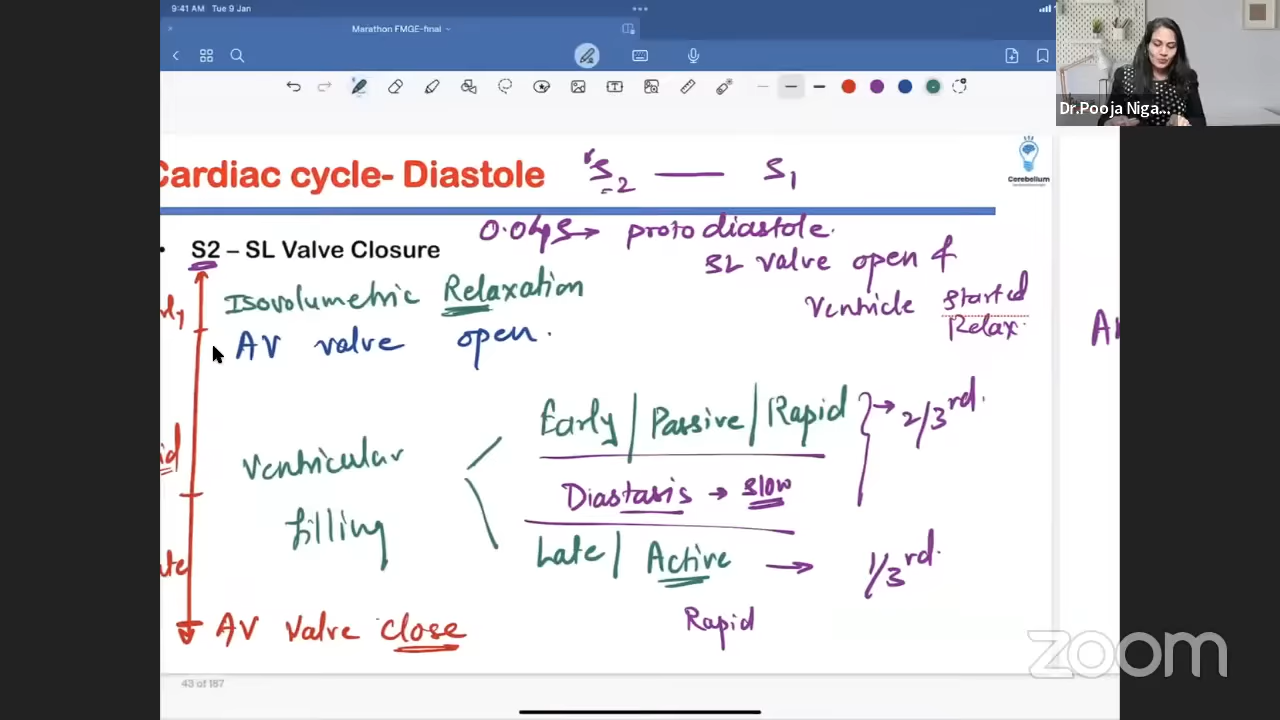 9:41 AM Tue 9 Jan
Marathon FMGE-final
Dr.Pooja Niga...
Cardiac cycle- Diastole
S2 — S1
Cerebellum
0.04s → proto diastole.
• S2 – SL Valve Closure
SL valve open &
Ventricle started
Relax.
Isovolumetric Relaxation
AV valve open.
Early / Passive / Rapid → 2/3rd.
Ventricular
filling
Diastasis → slow
Late / Active → 1/3rd.
Rapid
AV Valve close
43 of 187
zoom